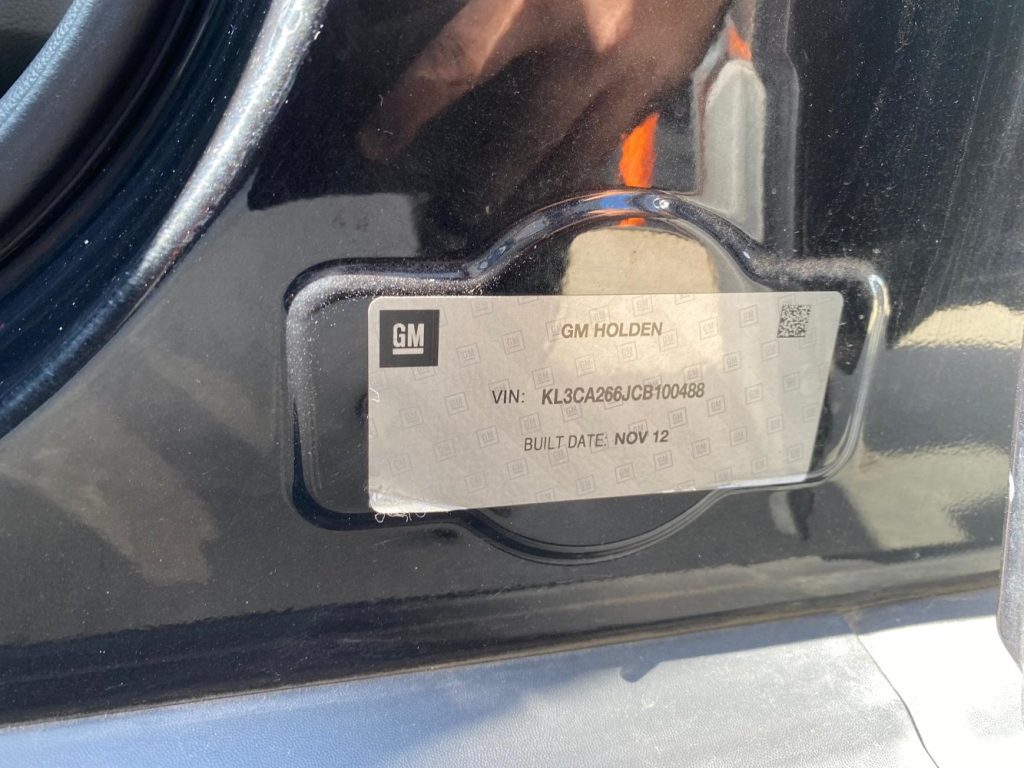 GM
GM HOLDEN
VIN: KL3CA266JCB100488
BUILT DATE: NOV 12